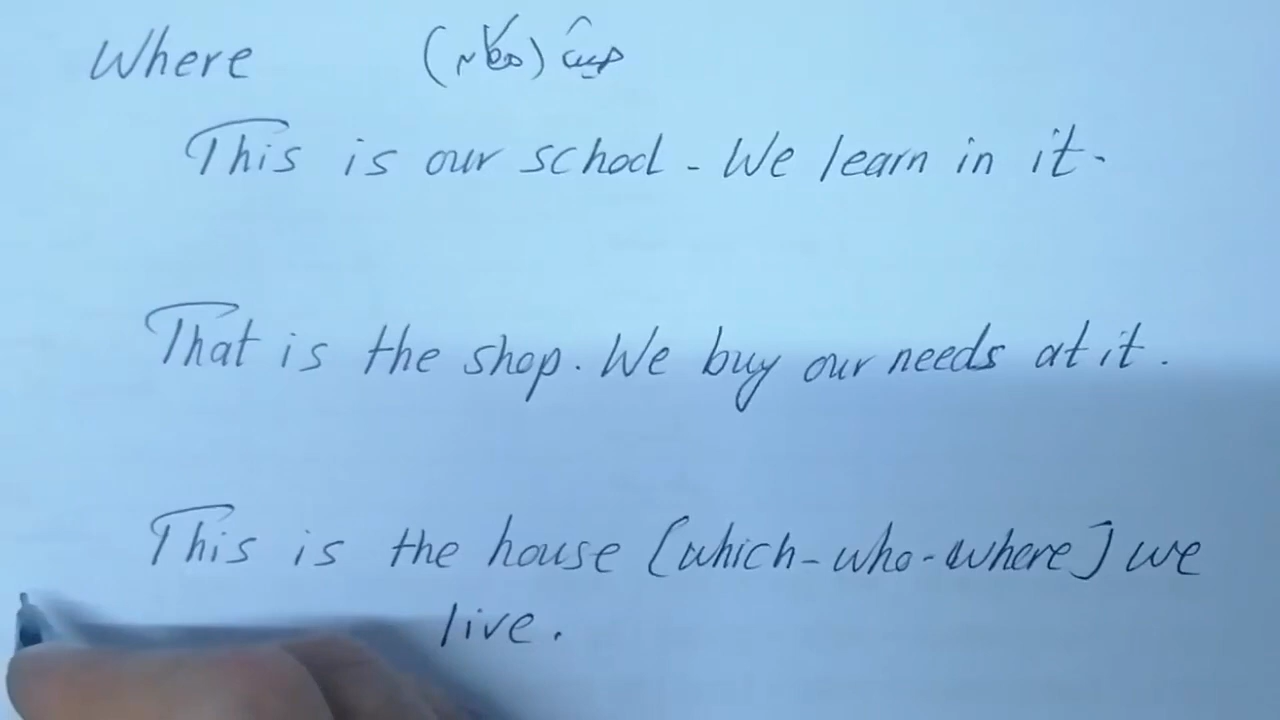 Where حيث (مكان)
This is our school - We learn in it.
That is the shop. We buy our needs at it.
This is the house [which-who-where] we
live.